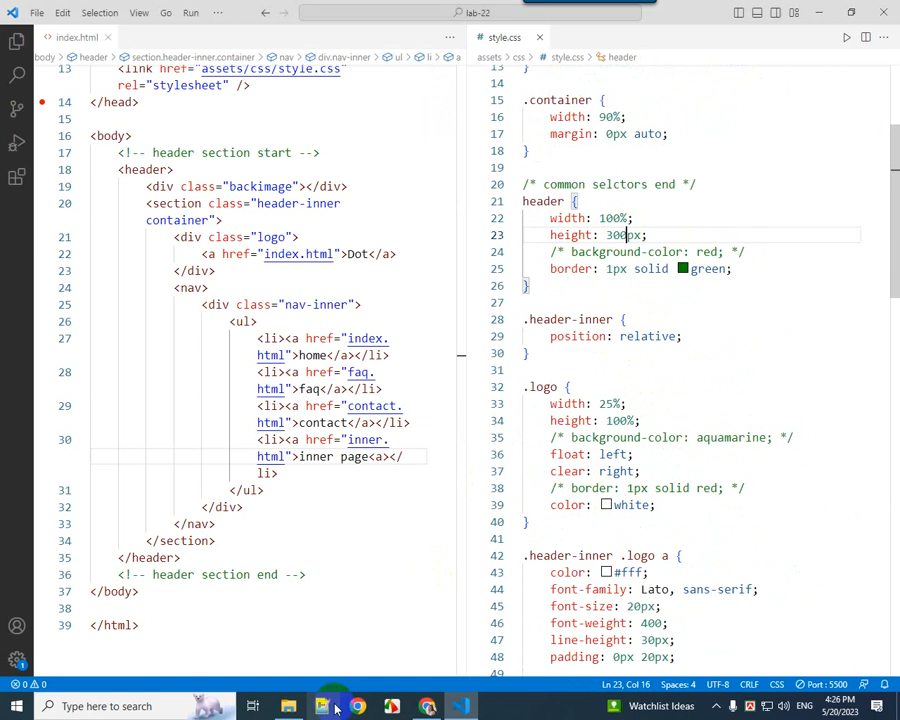 File Edit Selection View Go Run ··· lab-22
index.html × ···
body > header > section.header-inner.container > nav > div.nav-inner > ul > li > a
13 <link href="assets/css/style.css"
rel="stylesheet" />
14 </head>
15
16 <body>
17 <!-- header section start -->
18 <header>
19 <div class="backimage"></div>
20 <section class="header-inner
container">
21 <div class="logo">
22 <a href="index.html">Dot</a>
23 </div>
24 <nav>
25 <div class="nav-inner">
26 <ul>
27 <li><a href="index.
html">home</a></li>
28 <li><a href="faq.
html">faq</a></li>
29 <li><a href="contact.
html">contact</a></li>
30 <li><a href="inner.
html">inner page<a></
li>
31 </ul>
32 </div>
33 </nav>
34 </section>
35 </header>
36 <!-- header section end -->
37 </body>
38
39 </html>
style.css × ···
assets > css > style.css > header
13 }
14
15 .container {
16 width: 90%;
17 margin: 0px auto;
18 }
19
20 /* common selctors end */
21 header {
22 width: 100%;
23 height: 300px;
24 /* background-color: red; */
25 border: 1px solid green;
26 }
27
28 .header-inner {
29 position: relative;
30 }
31
32 .logo {
33 width: 25%;
34 height: 100%;
35 /* background-color: aquamarine; */
36 float: left;
37 clear: right;
38 /* border: 1px solid red; */
39 color: white;
40 }
41
42 .header-inner .logo a {
43 color: #fff;
44 font-family: Lato, sans-serif;
45 font-size: 20px;
46 font-weight: 400;
47 line-height: 30px;
48 padding: 0px 20px;
49
1
0 0 Ln 23, Col 16 Spaces: 4 UTF-8 CRLF CSS Port : 5500
Type here to search Watchlist Ideas 4:26 PM
5/20/2023